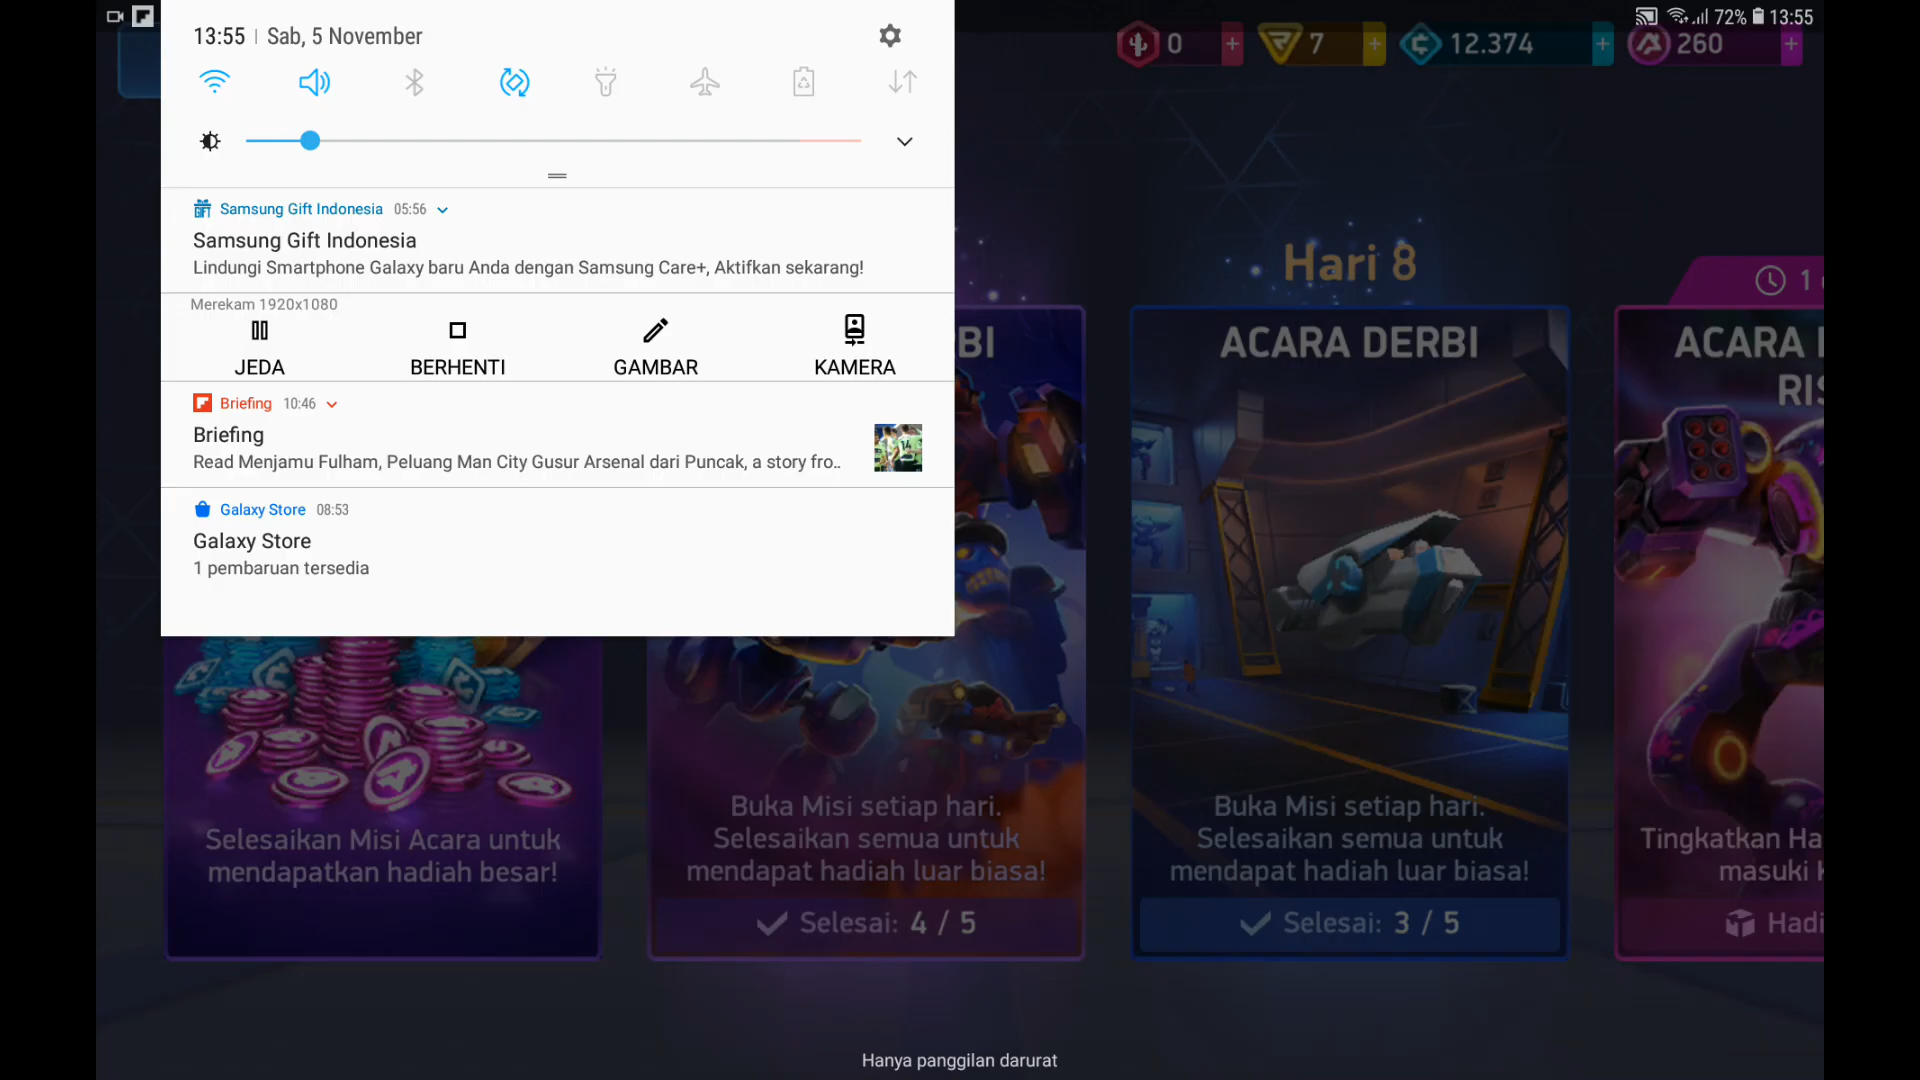 13:55 | Sab, 5 November
72% 13:55
0
7
12.374
260
Samsung Gift Indonesia 05:56
Samsung Gift Indonesia
Lindungi Smartphone Galaxy baru Anda dengan Samsung Care+, Aktifkan sekarang!
Merekam 1920x1080
JEDA
BERHENTI
GAMBAR
KAMERA
Briefing 10:46
Briefing
Read Menjamu Fulham, Peluang Man City Gusur Arsenal dari Puncak, a story fro..
Galaxy Store 08:53
Galaxy Store
1 pembaruan tersedia
Selesaikan Misi Acara untuk
mendapatkan hadiah besar!
BI
Buka Misi setiap hari.
Selesaikan semua untuk
mendapat hadiah luar biasa!
Selesai: 4 / 5
Hari 8
ACARA DERBI
Buka Misi setiap hari.
Selesaikan semua untuk
mendapat hadiah luar biasa!
Selesai: 3 / 5
1
ACARA
RIS
Tingkatkan Ha
masuki
Hadi
Hanya panggilan darurat